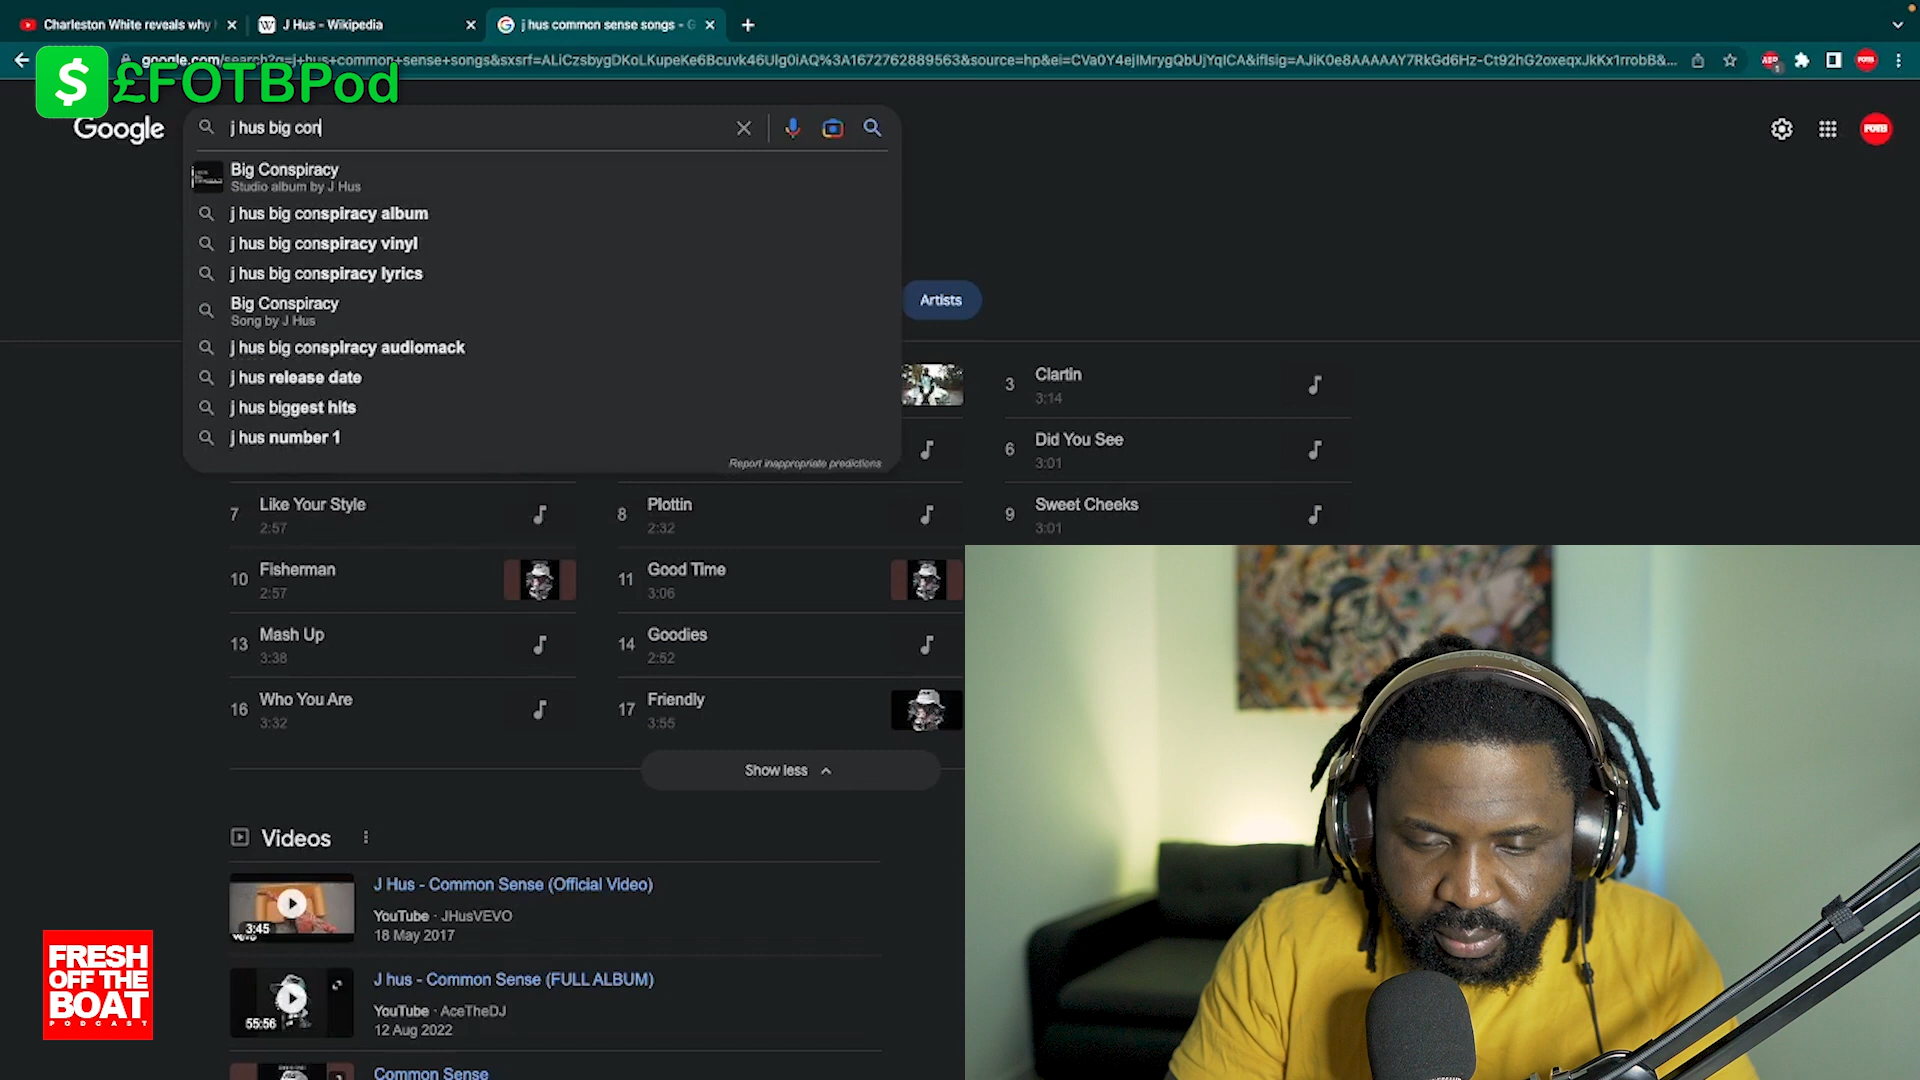 Charleston White reveals why
J Hus - Wikipedia
j hus common sense songs - G
£FOTBPod
Google
j hus big con
FOTB
Big Conspiracy
Studio album by J Hus
j hus big conspiracy album
j hus big conspiracy vinyl
j hus big conspiracy lyrics
Big Conspiracy
Song by J Hus
j hus big conspiracy audiomack
j hus release date
j hus biggest hits
j hus number 1
Report inappropriate predictions
Artists
3 Clartin
3:14
6 Did You See
3:01
7 Like Your Style
2:57
8 Plottin
2:32
9 Sweet Cheeks
3:01
10 Fisherman
2:57
11 Good Time
3:06
13 Mash Up
3:38
14 Goodies
2:52
16 Who You Are
3:32
17 Friendly
3:55
Show less
Videos
J Hus - Common Sense (Official Video)
YouTube · JHusVEVO
18 May 2017
3:45
vevo
J hus - Common Sense (FULL ALBUM)
YouTube · AceTheDJ
12 Aug 2022
55:56
Common Sense
FRESH
OFF THE
BOAT
PODCAST